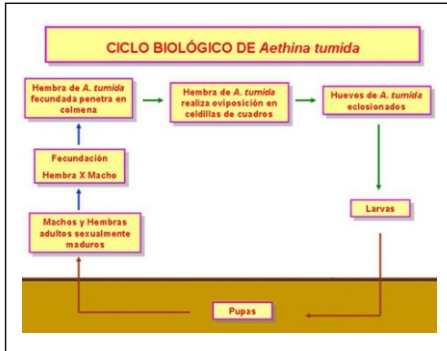 CICLO BIOLÓGICO DE Aethina tumida
Hembra de A. tumida
fecundada penetra en
colmena
Hembra de A. tumida
realiza oviposición en
celdillas de cuadros
Huevos de A. tumida
eclosionados
Larvas
Pupas
Machos y Hembras
adultos sexualmente
maduros
Fecundación
Hembra X Macho